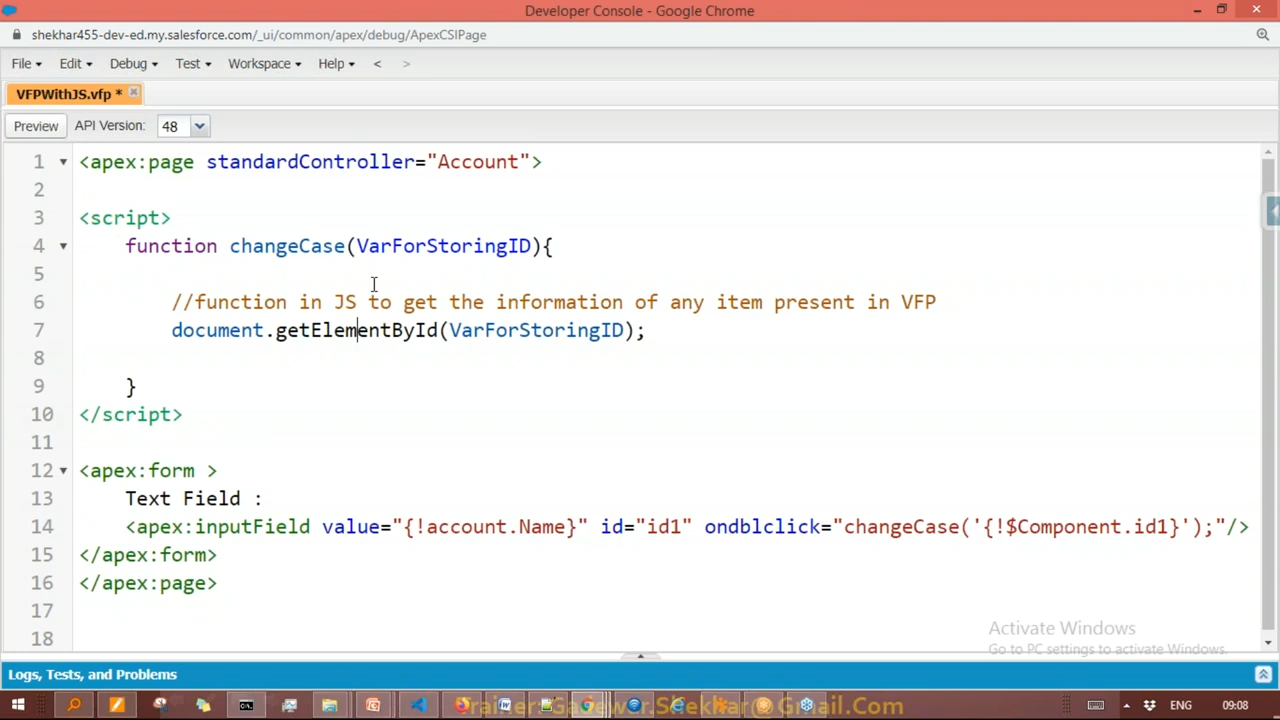 Developer Console - Google Chrome
shekhar455-dev-ed.my.salesforce.com/_ui/common/apex/debug/ApexCSIPage
File Edit Debug Test Workspace Help < >
VFPWithJS.vfp *
Preview API Version: 48
1 <apex:page standardController="Account">
2
3 <script>
4 function changeCase(VarForStoringID){
5
6 //function in JS to get the information of any item present in VFP
7 document.getElementById(VarForStoringID);
8
9 }
10 </script>
11
12 <apex:form >
13 Text Field :
14 <apex:inputField value="{!account.Name}" id="id1" ondblclick="changeCase('{!$Component.id1}');"/>
15 </apex:form>
16 </apex:page>
17
18
Activate Windows
Go to PC settings to activate Windows.
Logs, Tests, and Problems
@Gmail.Com
ENG
09:08